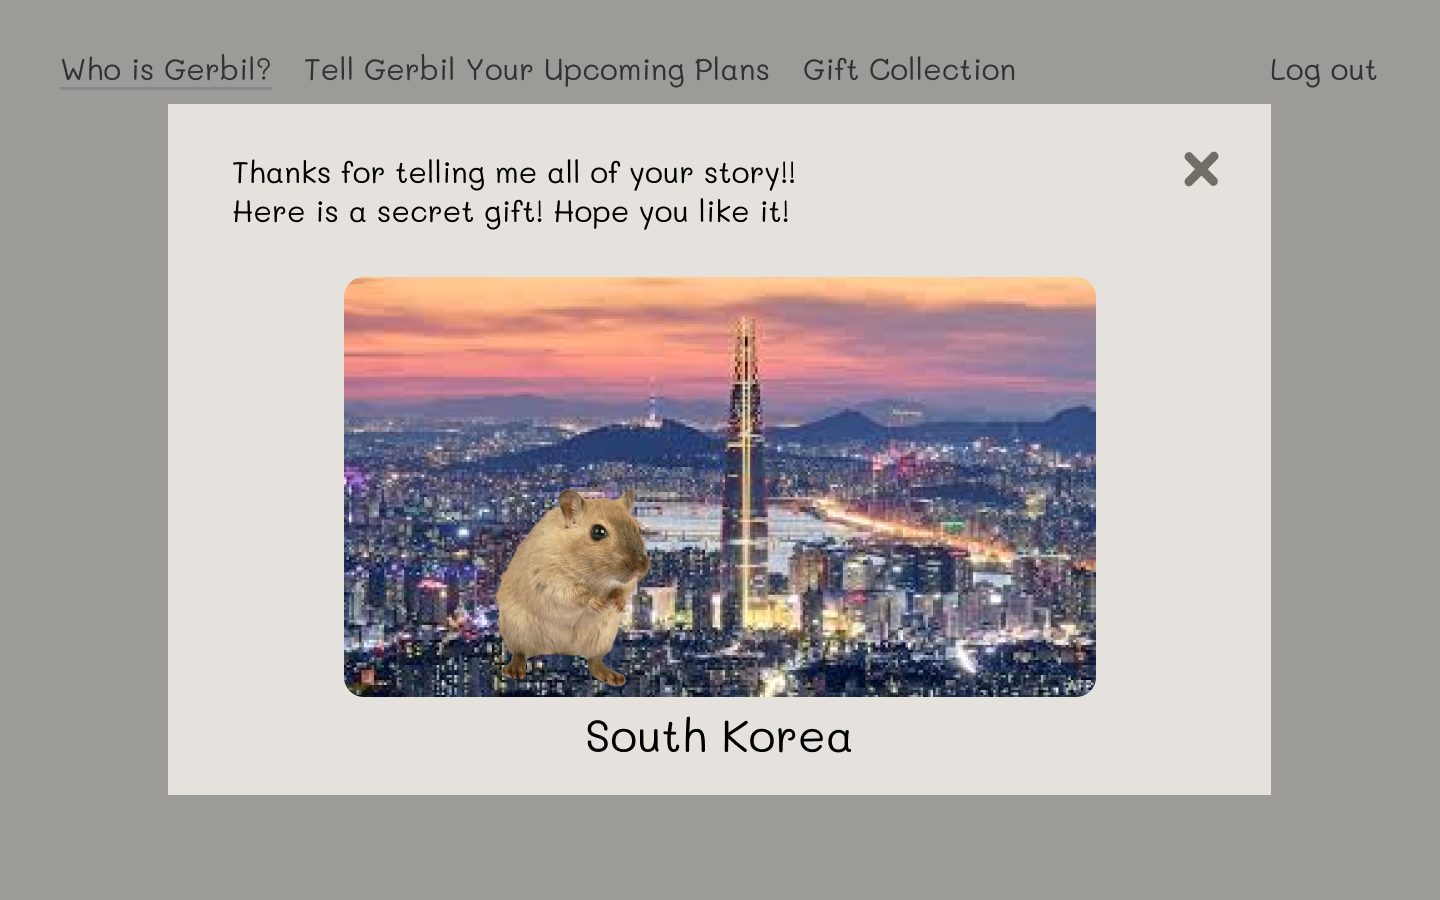 Who is Gerbil? Tell Gerbil Your Upcoming Plans Gift Collection Log out
Thanks for telling me all of your story!!
Here is a secret gift! Hope you like it!
South Korea